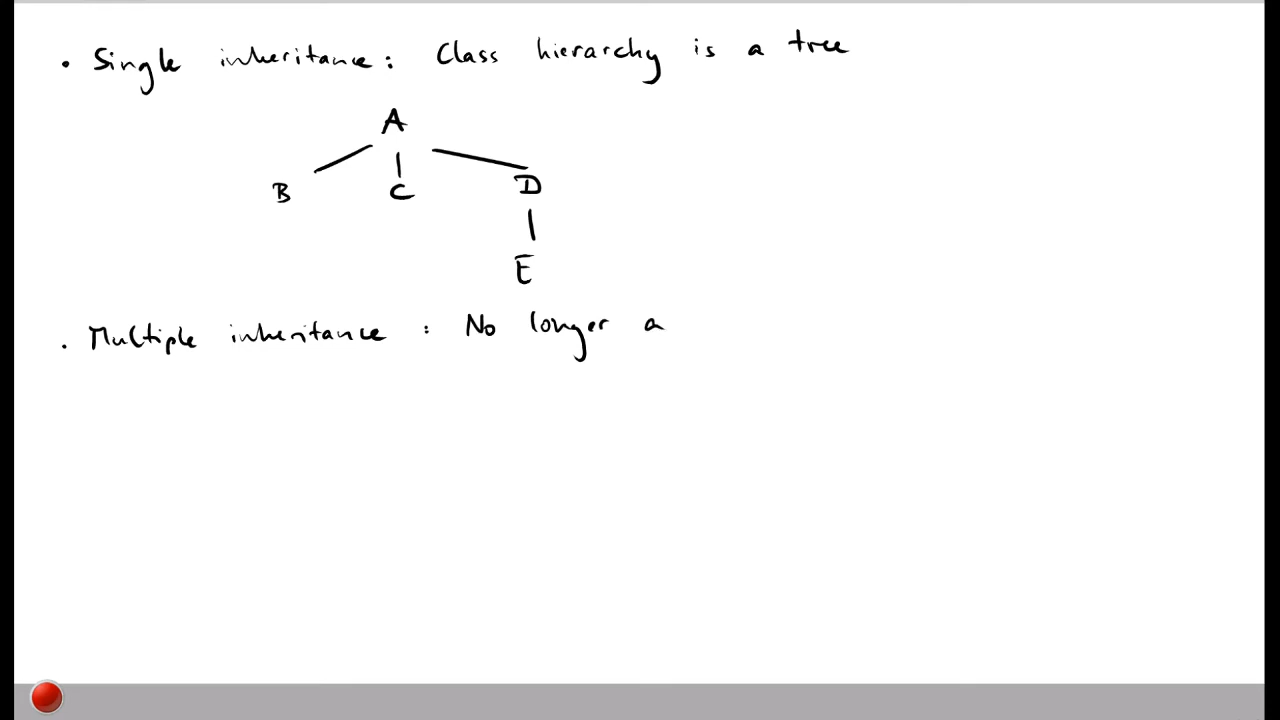 • Single inheritance: Class hierarchy is a tree
A
B C D
E
• Multiple inheritance: No longer a